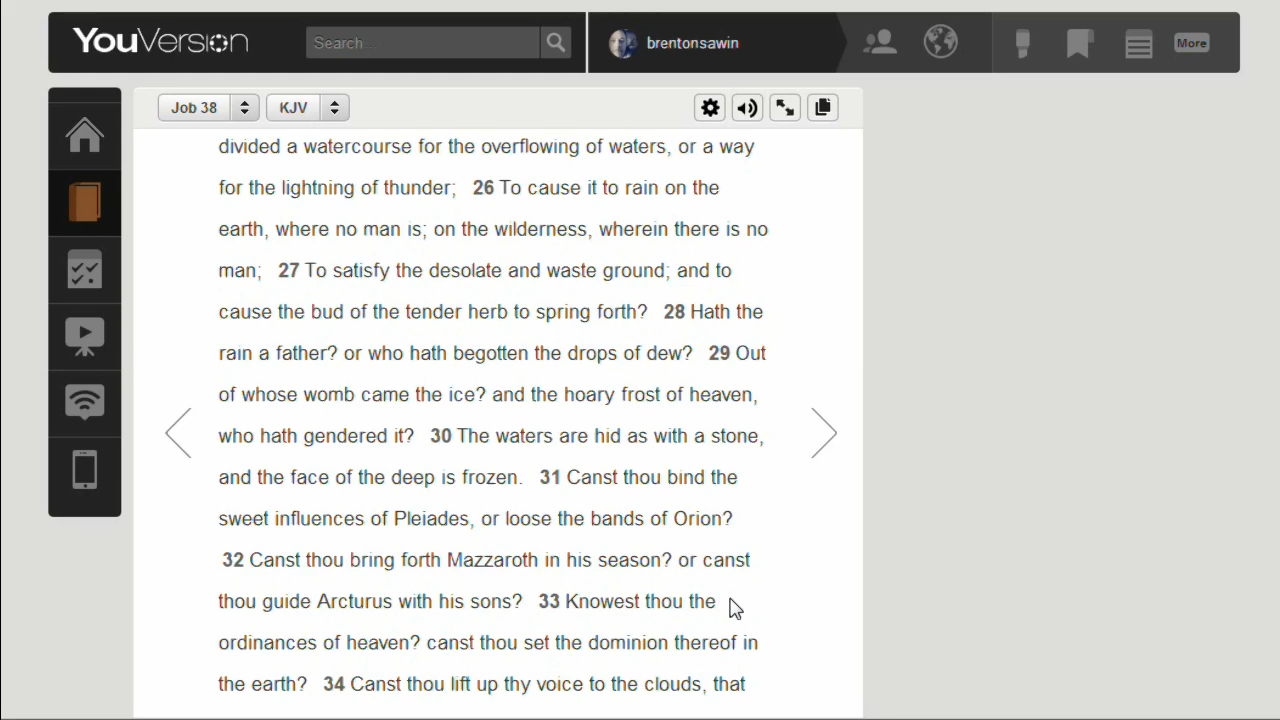 YouVersion
Search...
brentonsawin
More
Job 38
KJV
divided a watercourse for the overflowing of waters, or a way
for the lightning of thunder; 26 To cause it to rain on the
earth, where no man is; on the wilderness, wherein there is no
man; 27 To satisfy the desolate and waste ground; and to
cause the bud of the tender herb to spring forth? 28 Hath the
rain a father? or who hath begotten the drops of dew? 29 Out
of whose womb came the ice? and the hoary frost of heaven,
who hath gendered it? 30 The waters are hid as with a stone,
and the face of the deep is frozen. 31 Canst thou bind the
sweet influences of Pleiades, or loose the bands of Orion?
32 Canst thou bring forth Mazzaroth in his season? or canst
thou guide Arcturus with his sons? 33 Knowest thou the
ordinances of heaven? canst thou set the dominion thereof in
the earth? 34 Canst thou lift up thy voice to the clouds, that